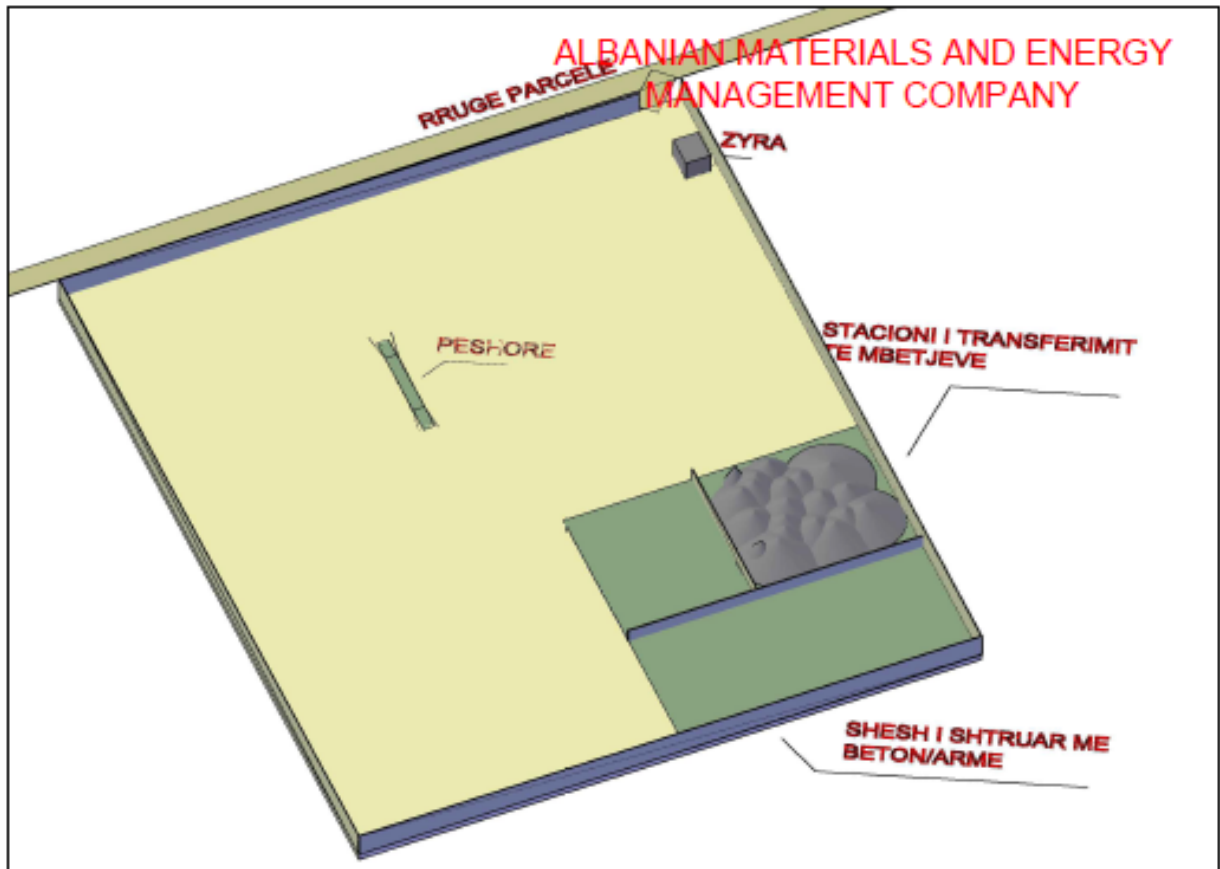 ALBANIAN MATERIALS AND ENERGY
MANAGEMENT COMPANY
RRUGE PARCELE
ZYRA
PESHORE
STACIONI I TRANSFERIMIT
TE MBETJEVE
SHESH I SHTRUAR ME
BETON/ARME